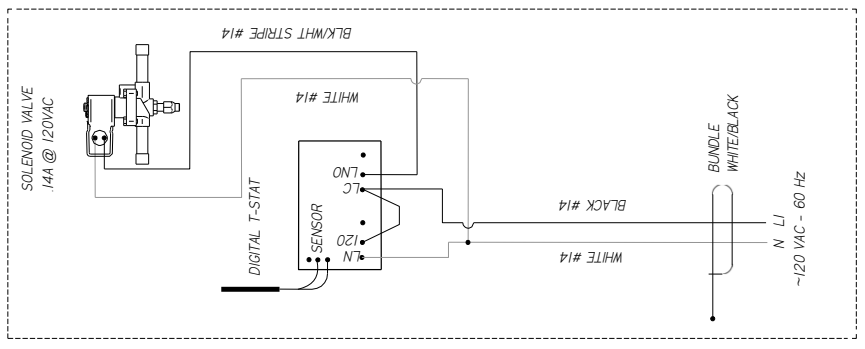 BLK/WHT STRIPE #14
WHITE #14
SOLENOID VALVE
.14A @ 120VAC
DIGITAL T-STAT
SENSOR
LNO
LC
120
LN
BLACK #14
WHITE #14
BUNDLE
WHITE/BLACK
L1
N
~120 VAC - 60 Hz